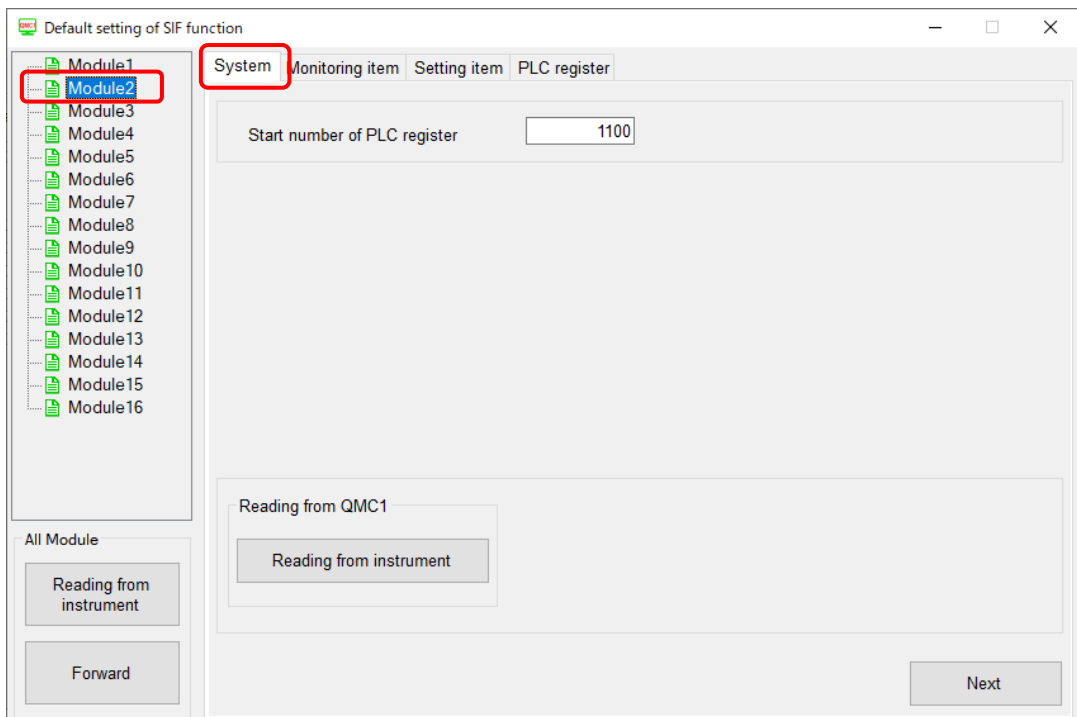 QMC1
Default setting of SIF function
Module1
Module2
Module3
Module4
Module5
Module6
Module7
Module8
Module9
Module10
Module11
Module12
Module13
Module14
Module15
Module16
All Module
Reading from
instrument
Forward
System Monitoring item Setting item PLC register
Start number of PLC register 1100
Reading from QMC1
Reading from instrument
Next